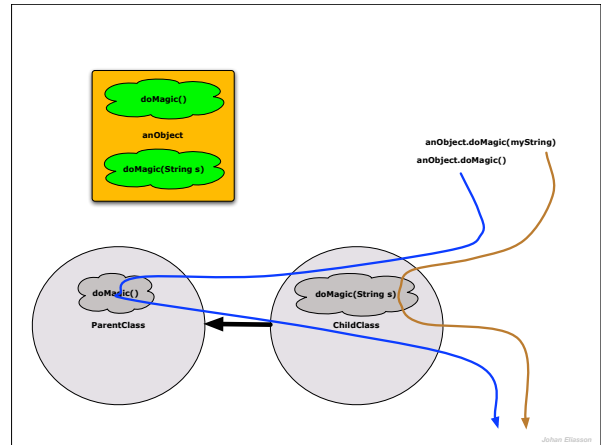 doMagic()
anObject
doMagic(String s)
anObject.doMagic(myString)
anObject.doMagic()
doMagic()
ParentClass
doMagic(String s)
ChildClass
Johan Eliasson